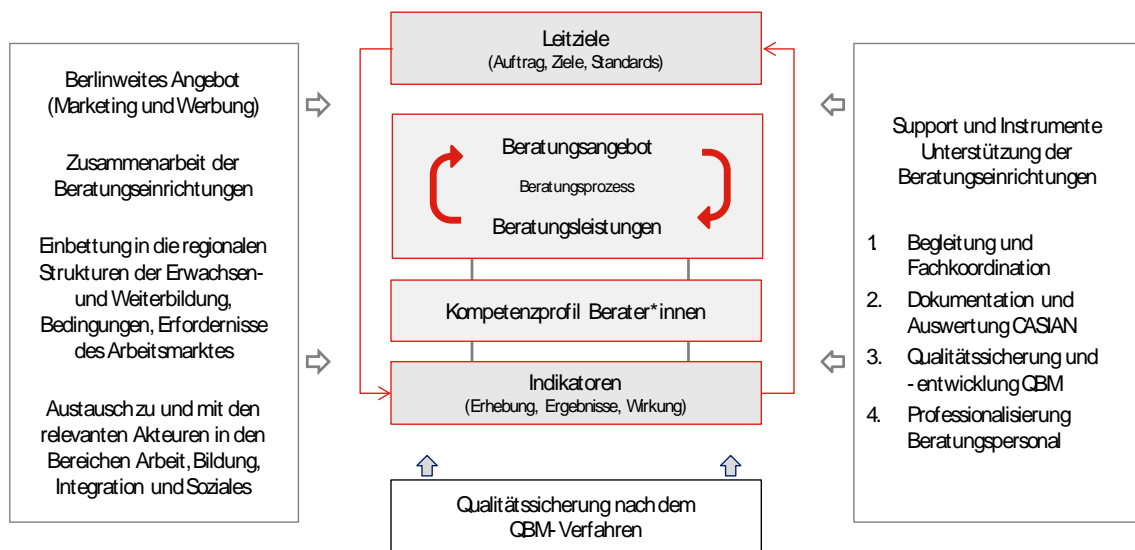 Berlinweites Angebot
(Marketing und Werbung)
Zusammenarbeit der
Beratungseinrichtungen
Einbettung in die regionalen
Strukturen der Erwachsen-
und Weiterbildung,
Bedingungen, Erfordernisse
des Arbeitsmarktes
Austausch zu und mit den
relevanten Akteuren in den
Bereichen Arbeit, Bildung,
Integration und Soziales
Leitziele
(Auftrag, Ziele, Standards)
Beratungsangebot
Beratungsprozess
Beratungsleistungen
Kompetenzprofil Berater*innen
Indikatoren
(Erhebung, Ergebnisse, Wirkung)
Qualitätssicherung nach dem
QBM-Verfahren
Support und Instrumente
Unterstützung der
Beratungseinrichtungen
1. Begleitung und
Fachkoordination
2. Dokumentation und
Auswertung CASIAN
3. Qualitätssicherung und
-entwicklung QBM
4. Professionalisierung
Beratungspersonal